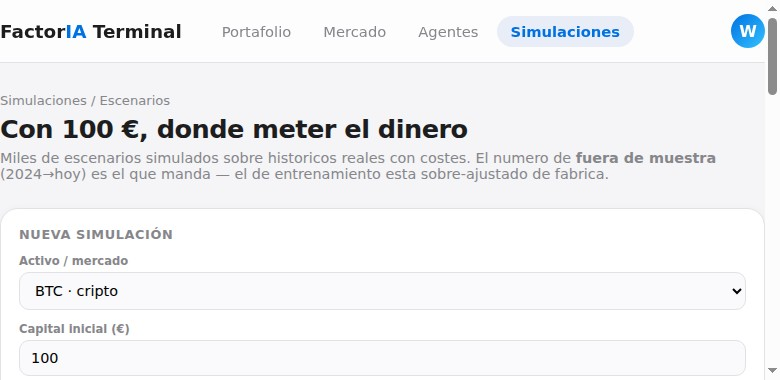 FactorIA Terminal Portafolio Mercado Agentes Simulaciones W
Simulaciones / Escenarios
Con 100 €, donde meter el dinero
Miles de escenarios simulados sobre historicos reales con costes. El numero de fuera de muestra
(2024→hoy) es el que manda — el de entrenamiento esta sobre-ajustado de fabrica.
NUEVA SIMULACIÓN
Activo / mercado
BTC · cripto
Capital inicial (€)
100